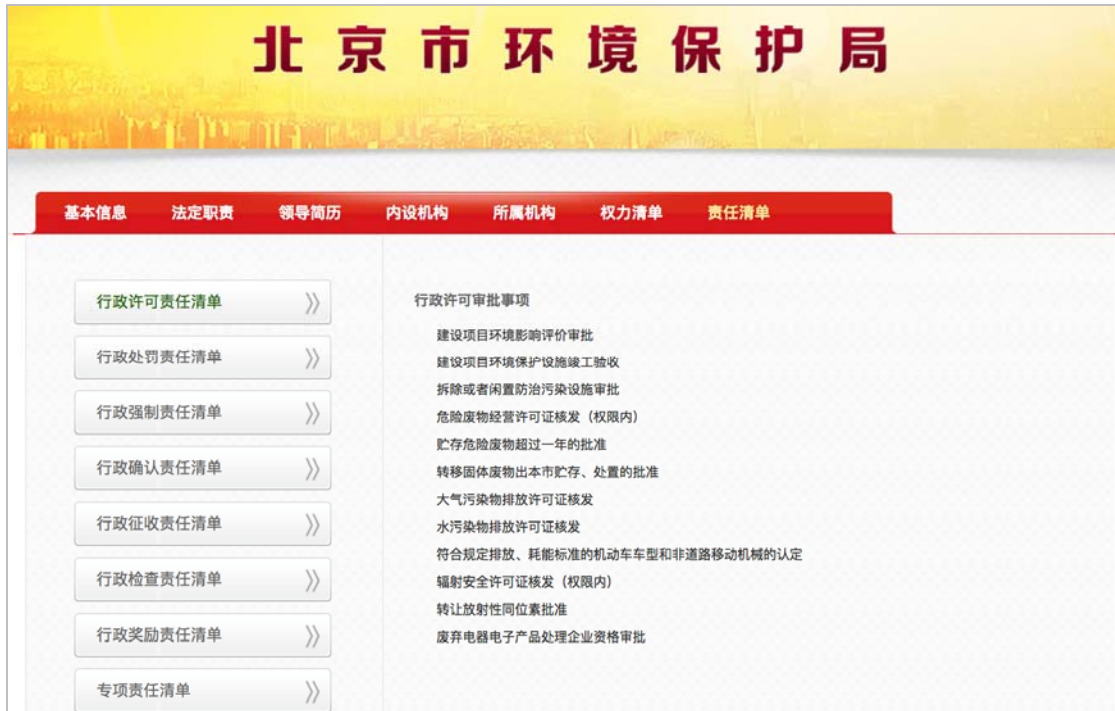 北京市环境保护局
基本信息 法定职责 领导简历 内设机构 所属机构 权力清单 责任清单
行政许可责任清单
行政处罚责任清单
行政强制责任清单
行政确认责任清单
行政征收责任清单
行政检查责任清单
行政奖励责任清单
专项责任清单
行政许可审批事项
建设项目环境影响评价审批
建设项目环境保护设施竣工验收
拆除或者闲置防治污染设施审批
危险废物经营许可证核发（权限内）
贮存危险废物超过一年的批准
转移固体废物出本市贮存、处置的批准
大气污染物排放许可证核发
水污染物排放许可证核发
符合规定排放、耗能标准的机动车车型和非道路移动机械的认定
辐射安全许可证核发（权限内）
转让放射性同位素批准
废弃电器电子产品处理企业资格审批